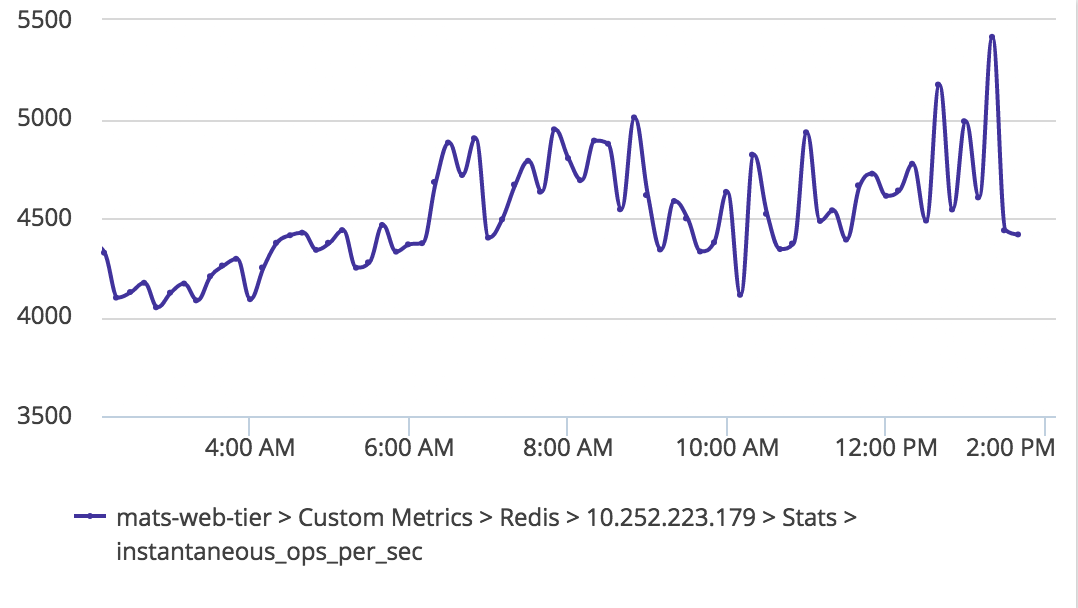 5500
5000
4500
4000
3500
4:00 AM 6:00 AM 8:00 AM 10:00 AM 12:00 PM 2:00 PM
mats-web-tier > Custom Metrics > Redis > 10.252.223.179 > Stats >
instantaneous_ops_per_sec